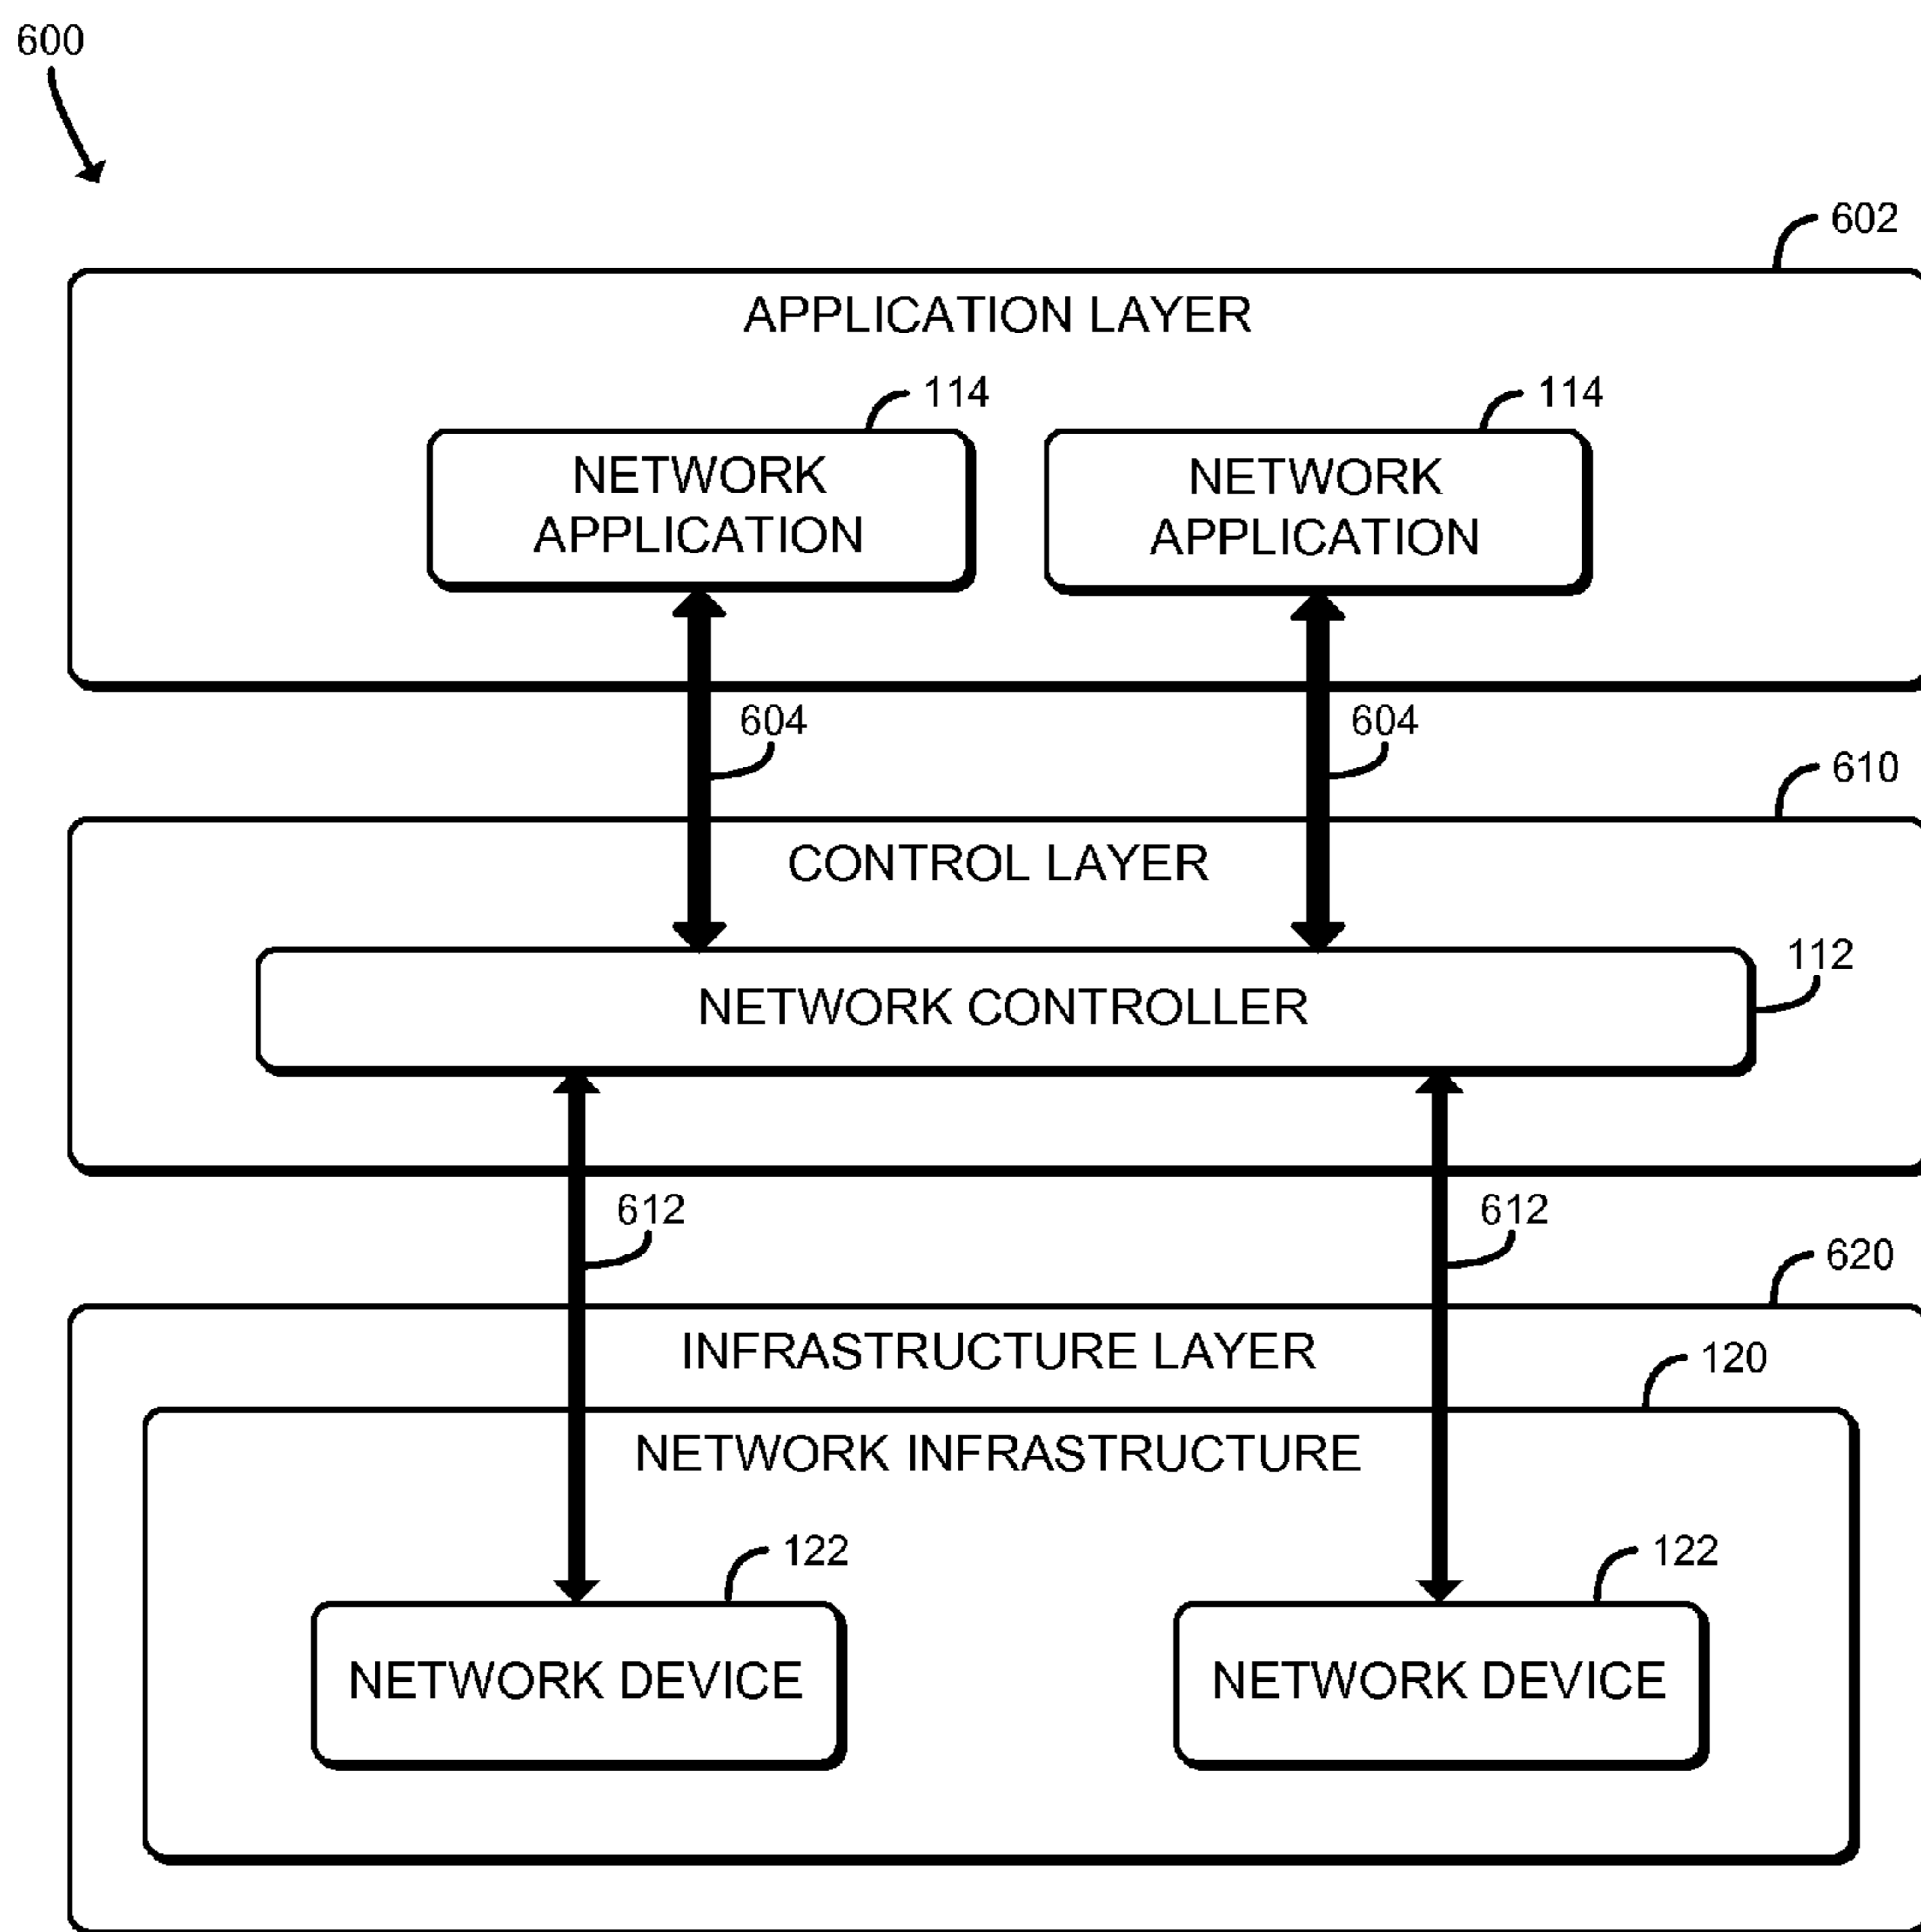 600
602
APPLICATION LAYER
114
114
NETWORK
APPLICATION
NETWORK
APPLICATION
604
604
610
CONTROL LAYER
112
NETWORK CONTROLLER
612
612
620
INFRASTRUCTURE LAYER
120
NETWORK INFRASTRUCTURE
122
122
NETWORK DEVICE
NETWORK DEVICE